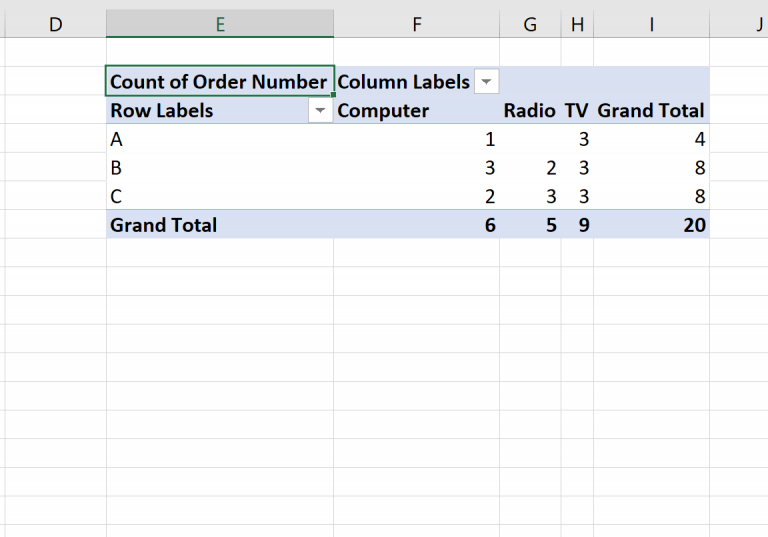 D E F G H I J
Count of Order Number Column Labels
Row Labels Computer Radio TV Grand Total
A 1 3 4
B 3 2 3 8
C 2 3 3 8
Grand Total 6 5 9 20